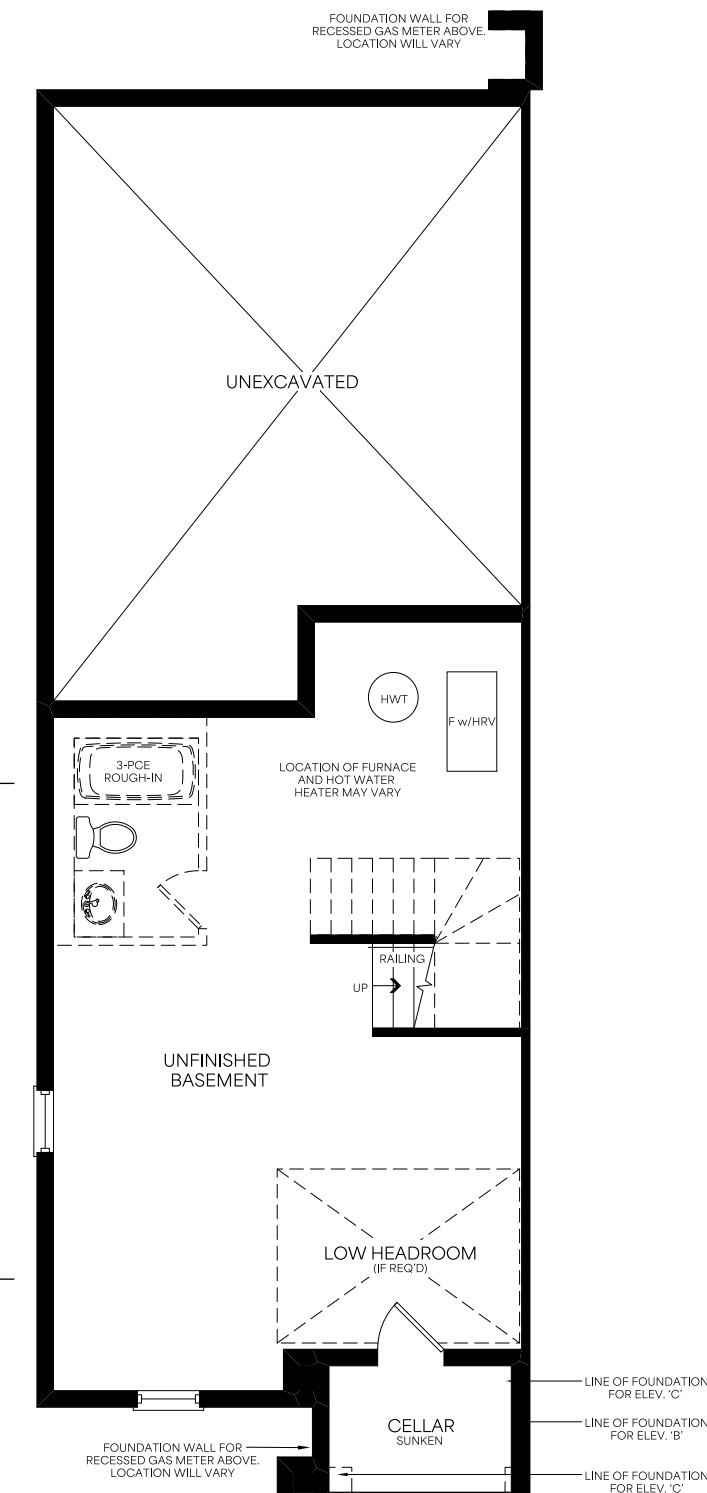 FOUNDATION WALL FOR
RECESSED GAS METER ABOVE.
LOCATION WILL VARY
UNEXCAVATED
HWT
F w/HRV
3-PCE
ROUGH-IN
LOCATION OF FURNACE
AND HOT WATER
HEATER MAY VARY
RAILING
UP
UNFINISHED
BASEMENT
LOW HEADROOM
(IF REQ'D)
LINE OF FOUNDATION
FOR ELEV. 'C'
CELLAR
SUNKEN
LINE OF FOUNDATION
FOR ELEV. 'B'
FOUNDATION WALL FOR
RECESSED GAS METER ABOVE.
LOCATION WILL VARY
LINE OF FOUNDATION
FOR ELEV. 'C'